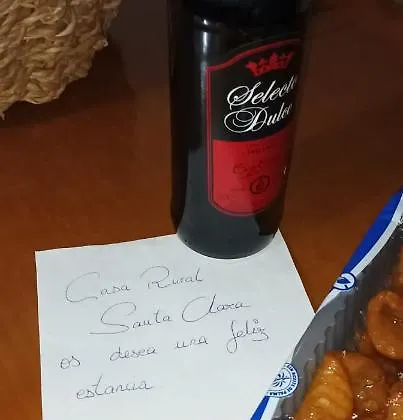 Selecto
Dulce
Casa Rural
Santa Clara
os desea una feliz
estancia